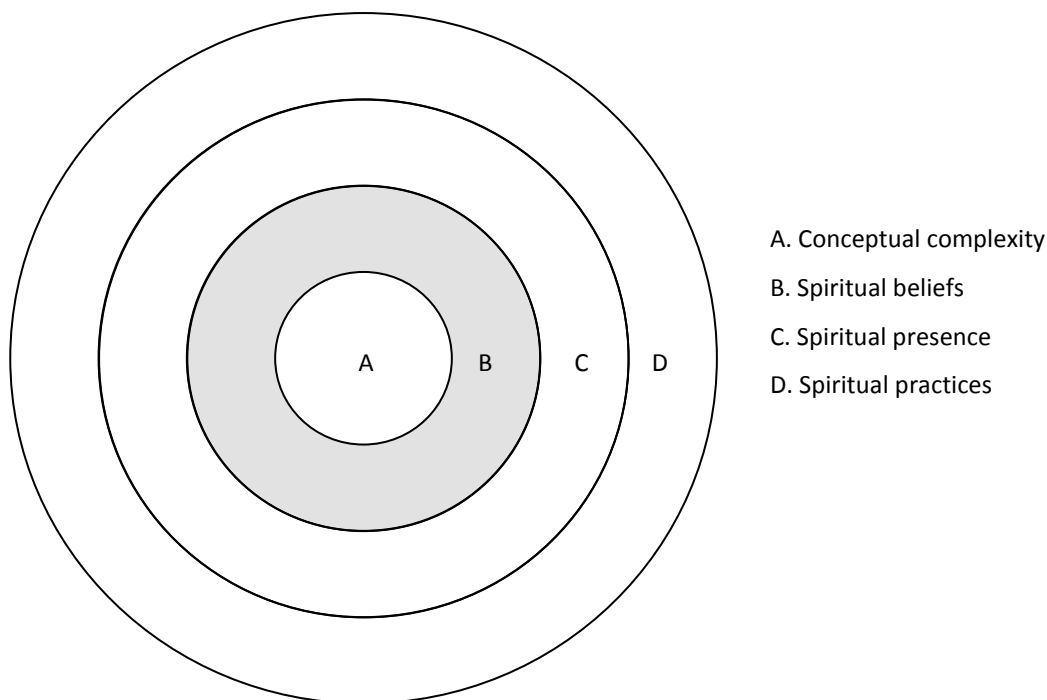 A B C D
A. Conceptual complexity
B. Spiritual beliefs
C. Spiritual presence
D. Spiritual practices